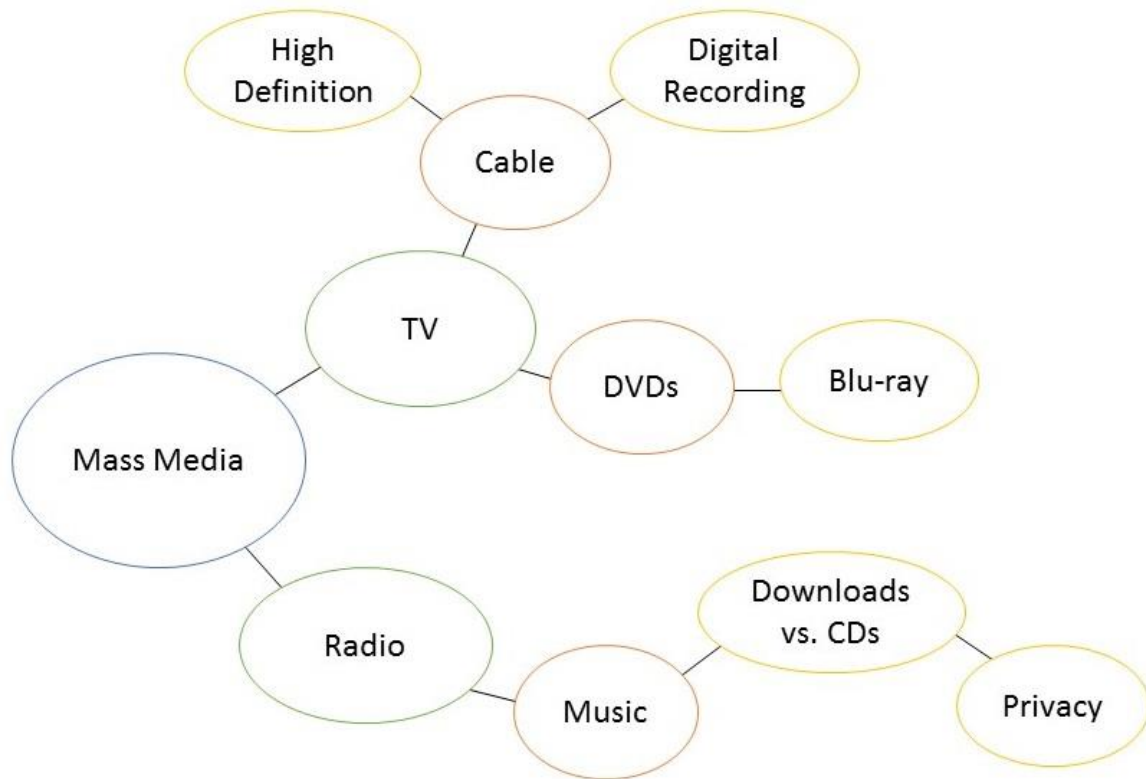 High
Definition
Digital
Recording
Cable
TV
DVDs
Blu-ray
Mass Media
Downloads
vs. CDs
Radio
Music
Privacy